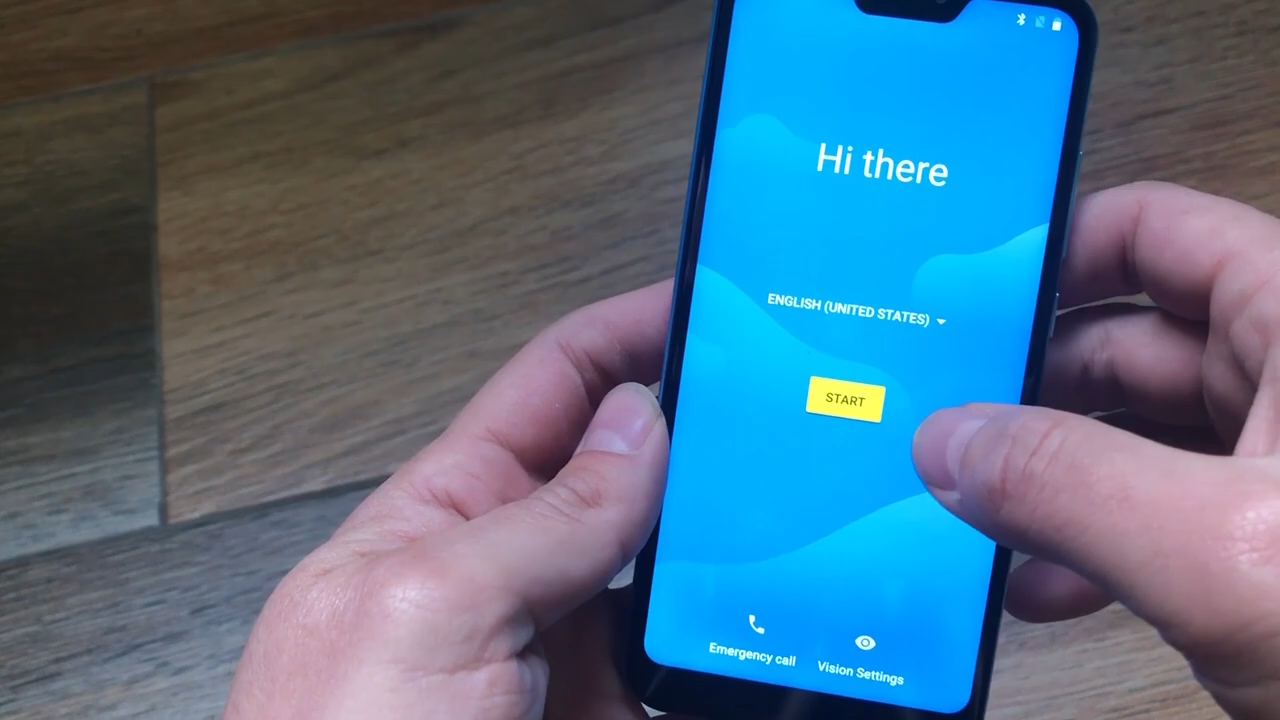 Hi there
ENGLISH (UNITED STATES)
START
Emergency call
Vision Settings